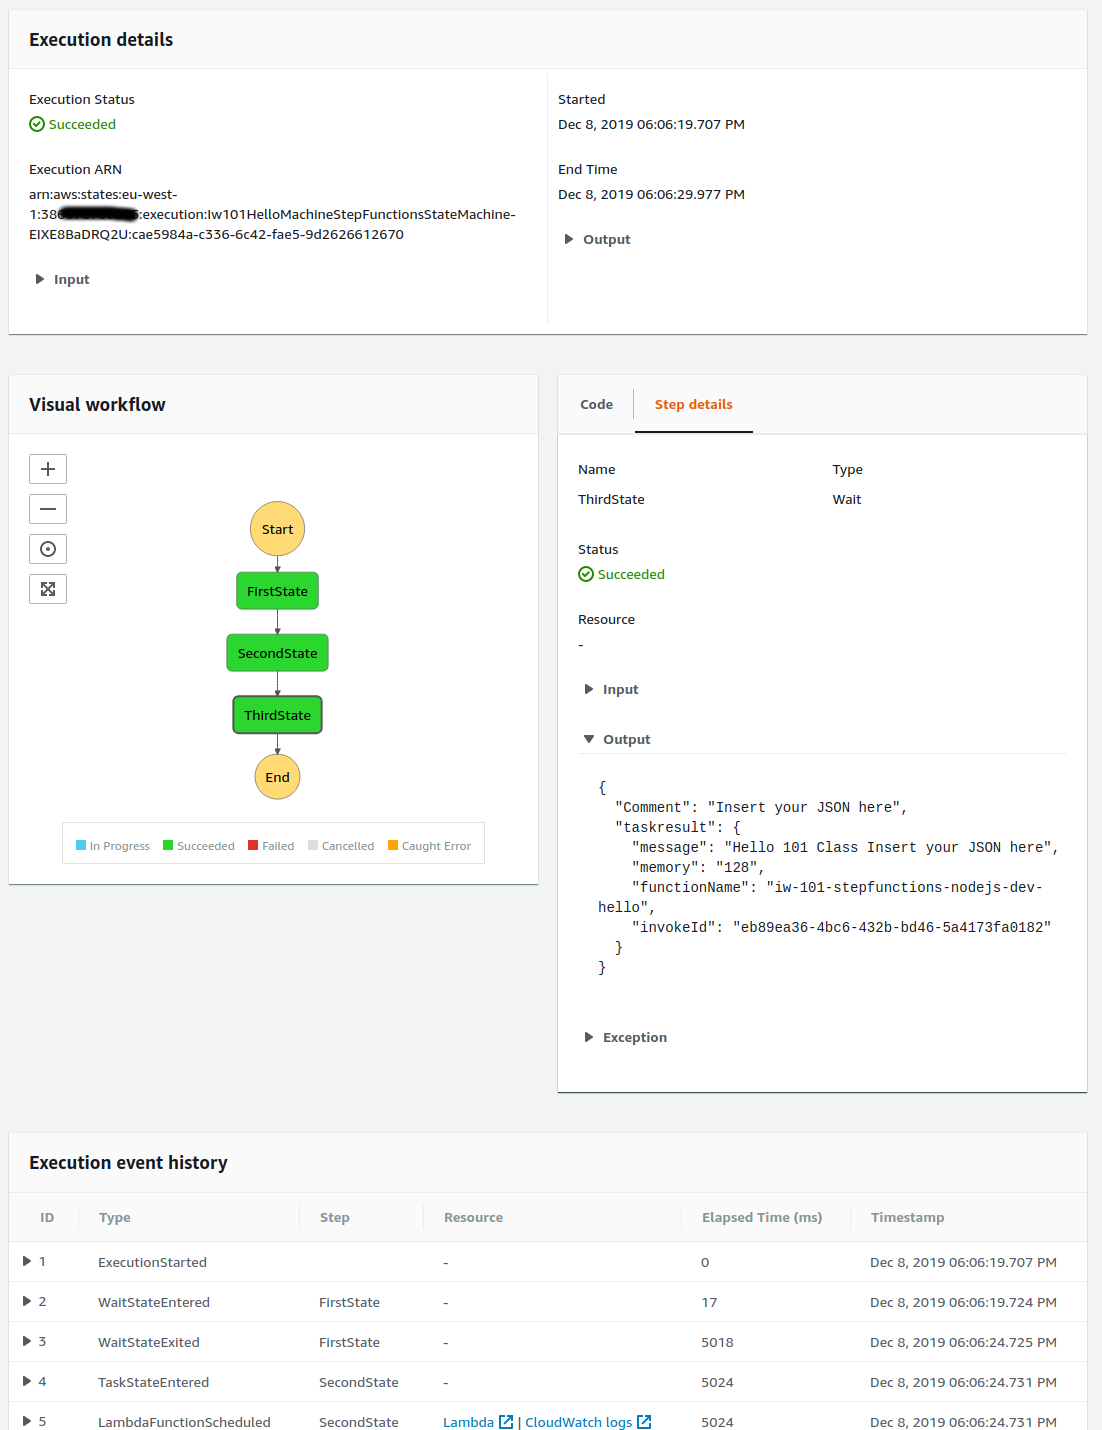 Execution details
Execution Status
Succeeded
Execution ARN
arn:aws:states:eu-west-
1:38 :execution:Iw101HelloMachineStepFunctionsStateMachine-
EIXE8BaDRQ2U:cae5984a-c336-6c42-fae5-9d2626612670
Input
Started
Dec 8, 2019 06:06:19.707 PM
End Time
Dec 8, 2019 06:06:29.977 PM
Output
Visual workflow
Start
FirstState
SecondState
ThirdState
End
In Progress Succeeded Failed Cancelled Caught Error
Code Step details
Name Type
ThirdState Wait
Status
Succeeded
Resource
-
Input
Output
{
"Comment": "Insert your JSON here",
"taskresult": {
"message": "Hello 101 Class Insert your JSON here",
"memory": "128",
"functionName": "iw-101-stepfunctions-nodejs-dev-
hello",
"invokeId": "eb89ea36-4bc6-432b-bd46-5a4173fa0182"
}
}
Exception
Execution event history
ID Type Step Resource Elapsed Time (ms) Timestamp
1 ExecutionStarted - 0 Dec 8, 2019 06:06:19.707 PM
2 WaitStateEntered FirstState - 17 Dec 8, 2019 06:06:19.724 PM
3 WaitStateExited FirstState - 5018 Dec 8, 2019 06:06:24.725 PM
4 TaskStateEntered SecondState - 5024 Dec 8, 2019 06:06:24.731 PM
5 LambdaFunctionScheduled SecondState Lambda | CloudWatch logs 5024 Dec 8, 2019 06:06:24.731 PM